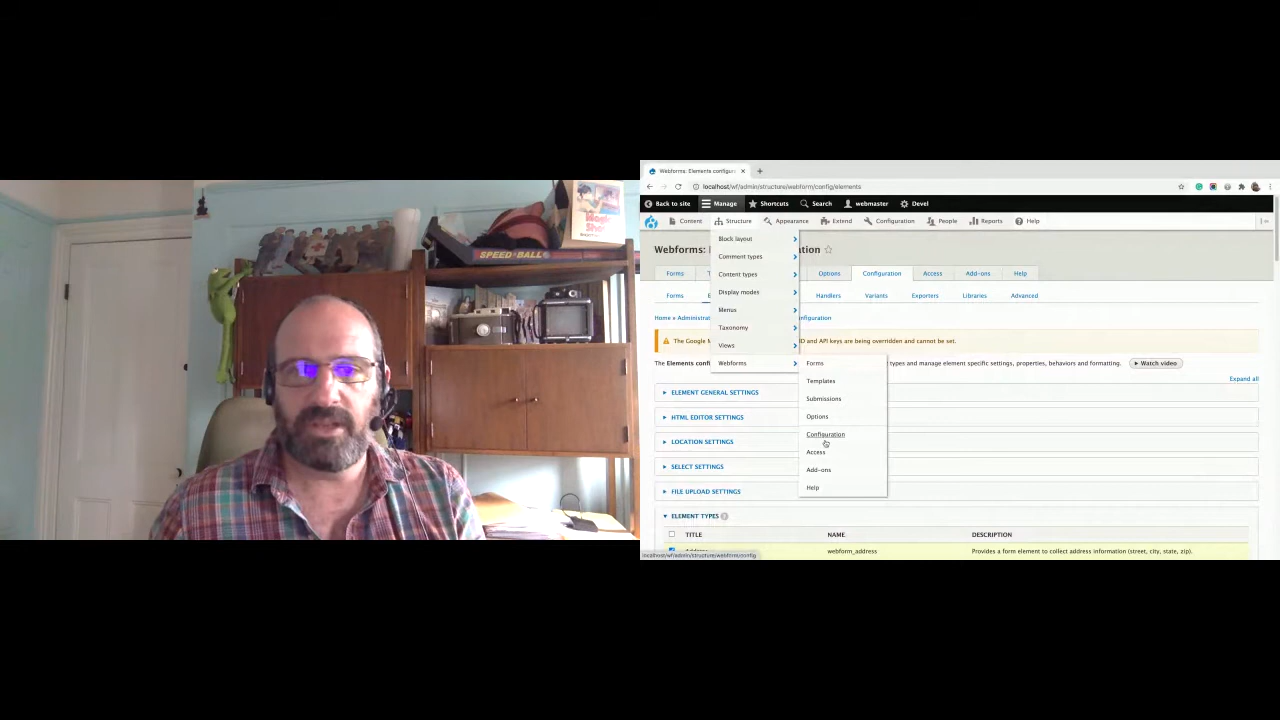 SPEED BALL
Webforms: Elements configur
localhost/wf/admin/structure/webform/config/elements
Back to site Manage Shortcuts Search webmaster Devel
Content Structure Appearance Extend Configuration People Reports Help
Block layout
Comment types
Content types
Display modes
Menus
Taxonomy
Views
Webforms
Forms
Templates
Submissions
Options
Configuration
Access
Add-ons
Help
Webforms:
Forms Options Configuration Access Add-ons Help
Forms Handlers Variants Exporters Libraries Advanced
Home » Administrat
The Google M D and API keys are being overridden and cannot be set.
The Elements conf types and manage element specific settings, properties, behaviors and formatting. Watch video
Expand all
ELEMENT GENERAL SETTINGS
HTML EDITOR SETTINGS
LOCATION SETTINGS
SELECT SETTINGS
FILE UPLOAD SETTINGS
ELEMENT TYPES ?
TITLE NAME DESCRIPTION
webform_address Provides a form element to collect address information (street, city, state, zip).
localhost/wf/admin/structure/webform/config